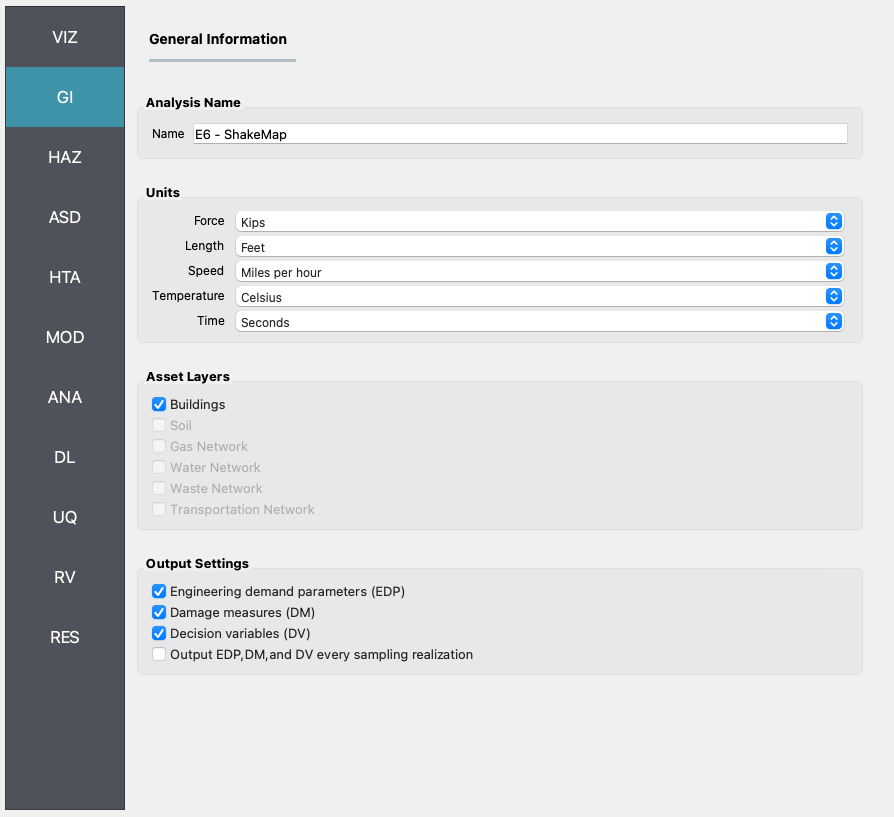 VIZ
GI
HAZ
ASD
HTA
MOD
ANA
DL
UQ
RV
RES
General Information
Analysis Name
Name E6 - ShakeMap
Units
Force Kips
Length Feet
Speed Miles per hour
Temperature Celsius
Time Seconds
Asset Layers
Buildings
Soil
Gas Network
Water Network
Waste Network
Transportation Network
Output Settings
Engineering demand parameters (EDP)
Damage measures (DM)
Decision variables (DV)
Output EDP,DM,and DV every sampling realization